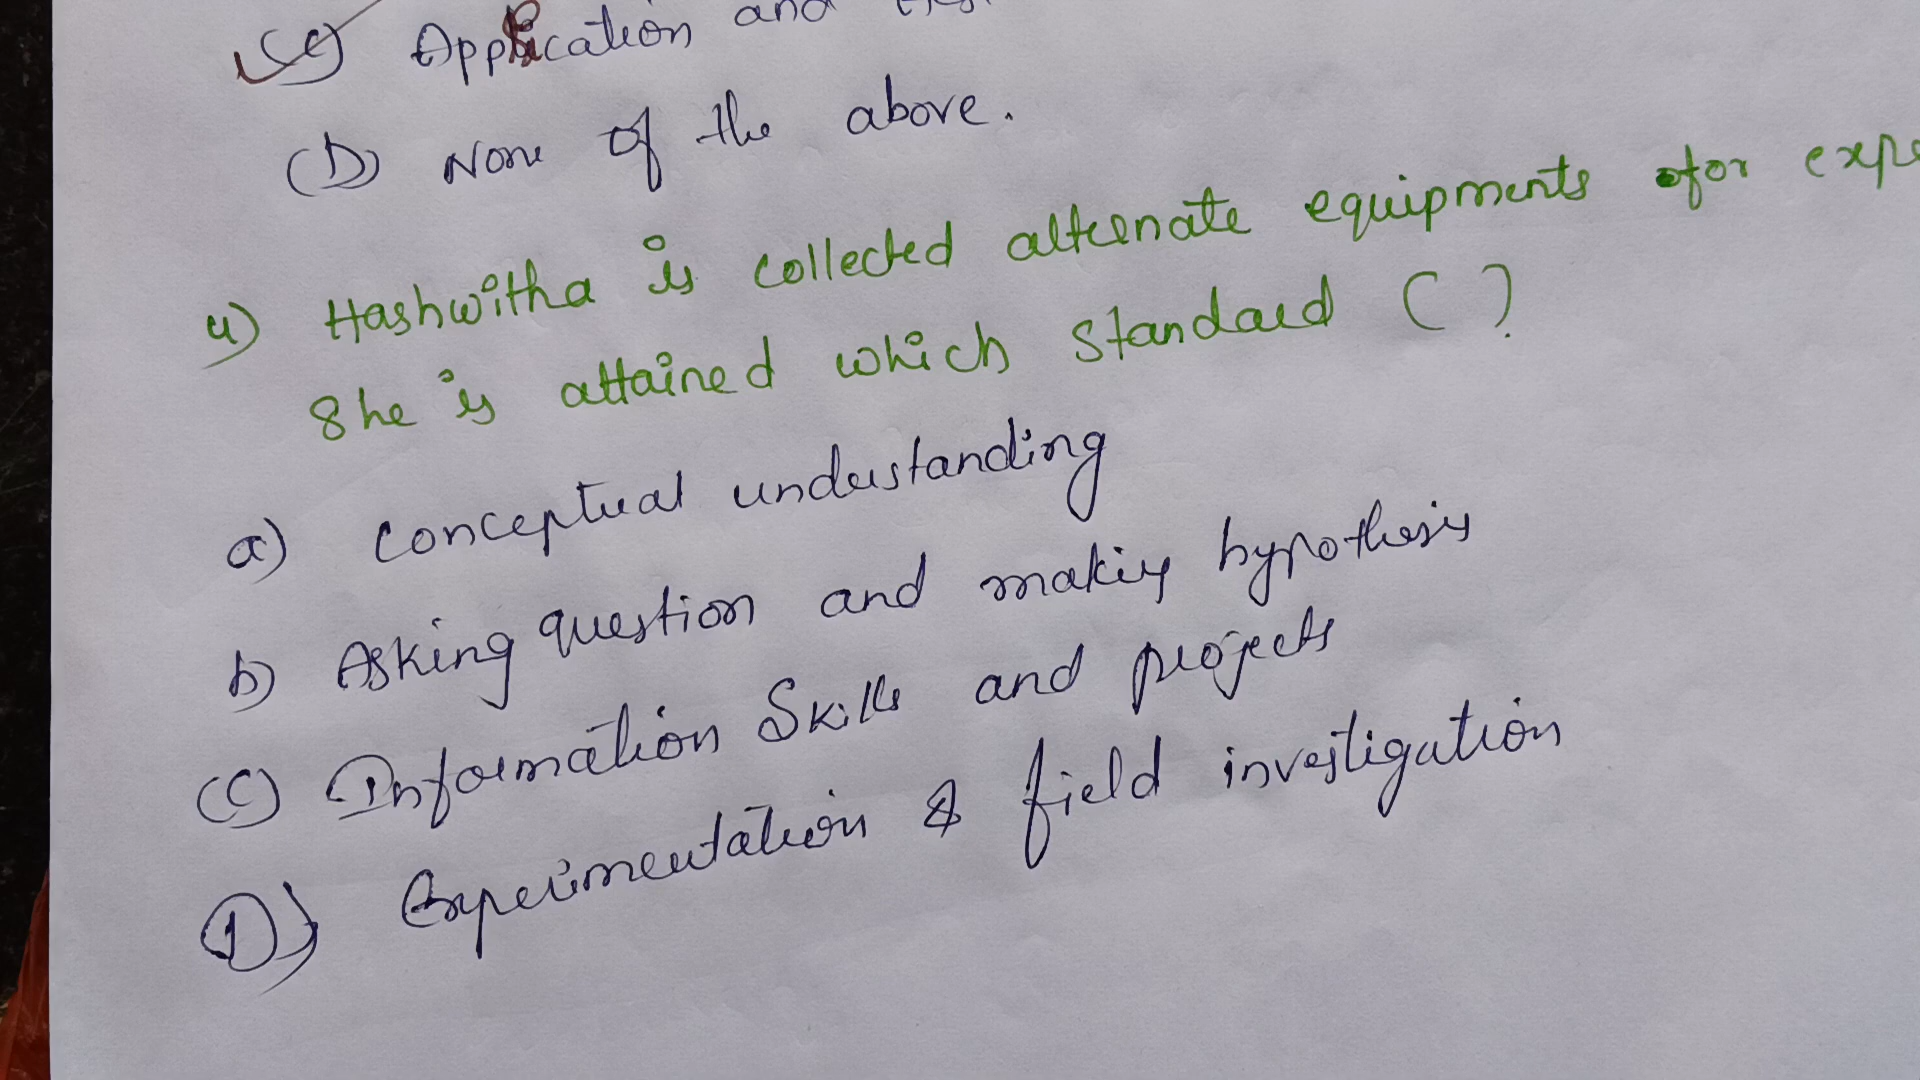 (c) Application and
(D) None of the above.
4) Hashwitha is collected alternate equipments for
She is attained which standard ( ) ?
a) conceptual understanding
b) Asking question and making hypothesis
(C) Information Skills and projects
D) Experimentation & field investigation